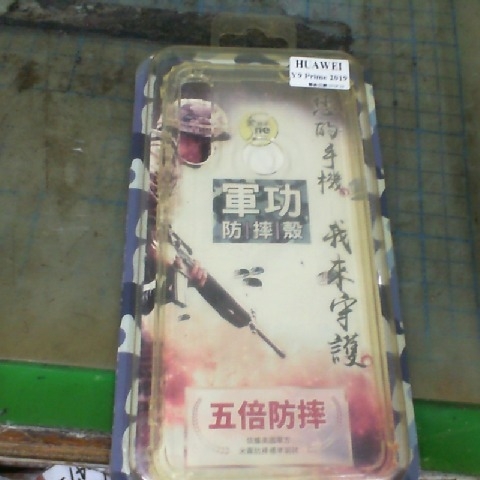 HUAWEI
Y9 Prime 2019
您的手機
我來守護
軍功
防摔殼
五倍防摔